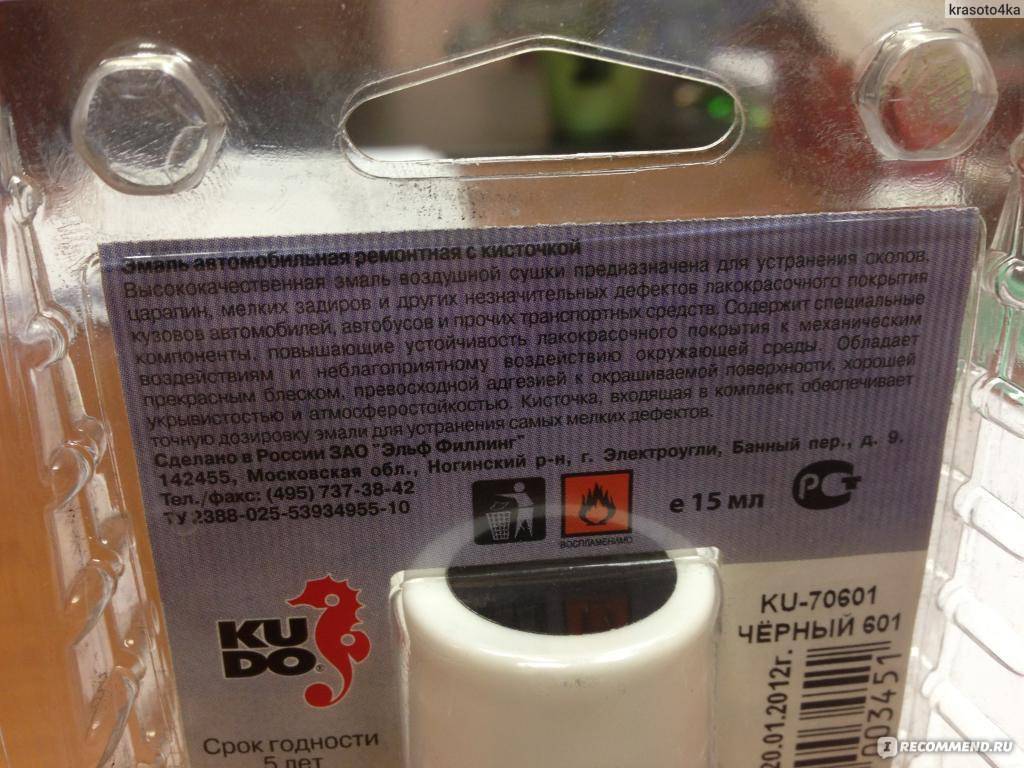 krasoto4ka
Эмаль автомобильная ремонтная с кисточкой
Высококачественная эмаль воздушной сушки предназначена для устранения сколов,
царапин, мелких задиров и других незначительных дефектов лакокрасочного покрытия
кузовов автомобилей, автобусов и прочих транспортных средств. Содержит специальные
компоненты, повышающие устойчивость лакокрасочного покрытия к механическим
воздействиям и неблагоприятному воздействию окружающей среды. Обладает
прекрасным блеском, превосходной адгезией к окрашиваемой поверхности, хорошей
укрывистостью и атмосферостойкостью. Кисточка, входящая в комплект, обеспечивает
точную дозировку эмали для устранения самых мелких дефектов.
Сделано в России ЗАО "Эльф Филлинг"
142455, Московская обл., Ногинский р-н, г. Электроугли, Банный пер., д. 9.
Тел./факс: (495) 737-38-42
ТУ 2388-025-53934955-10
ВОСПЛАМЕНИМО
е 15 мл
РСТ
KU
DO®
KU-70601
ЧЁРНЫЙ 601
20.01.2012г.
003451
Срок годности
5 лет
IRECOMMEND.RU